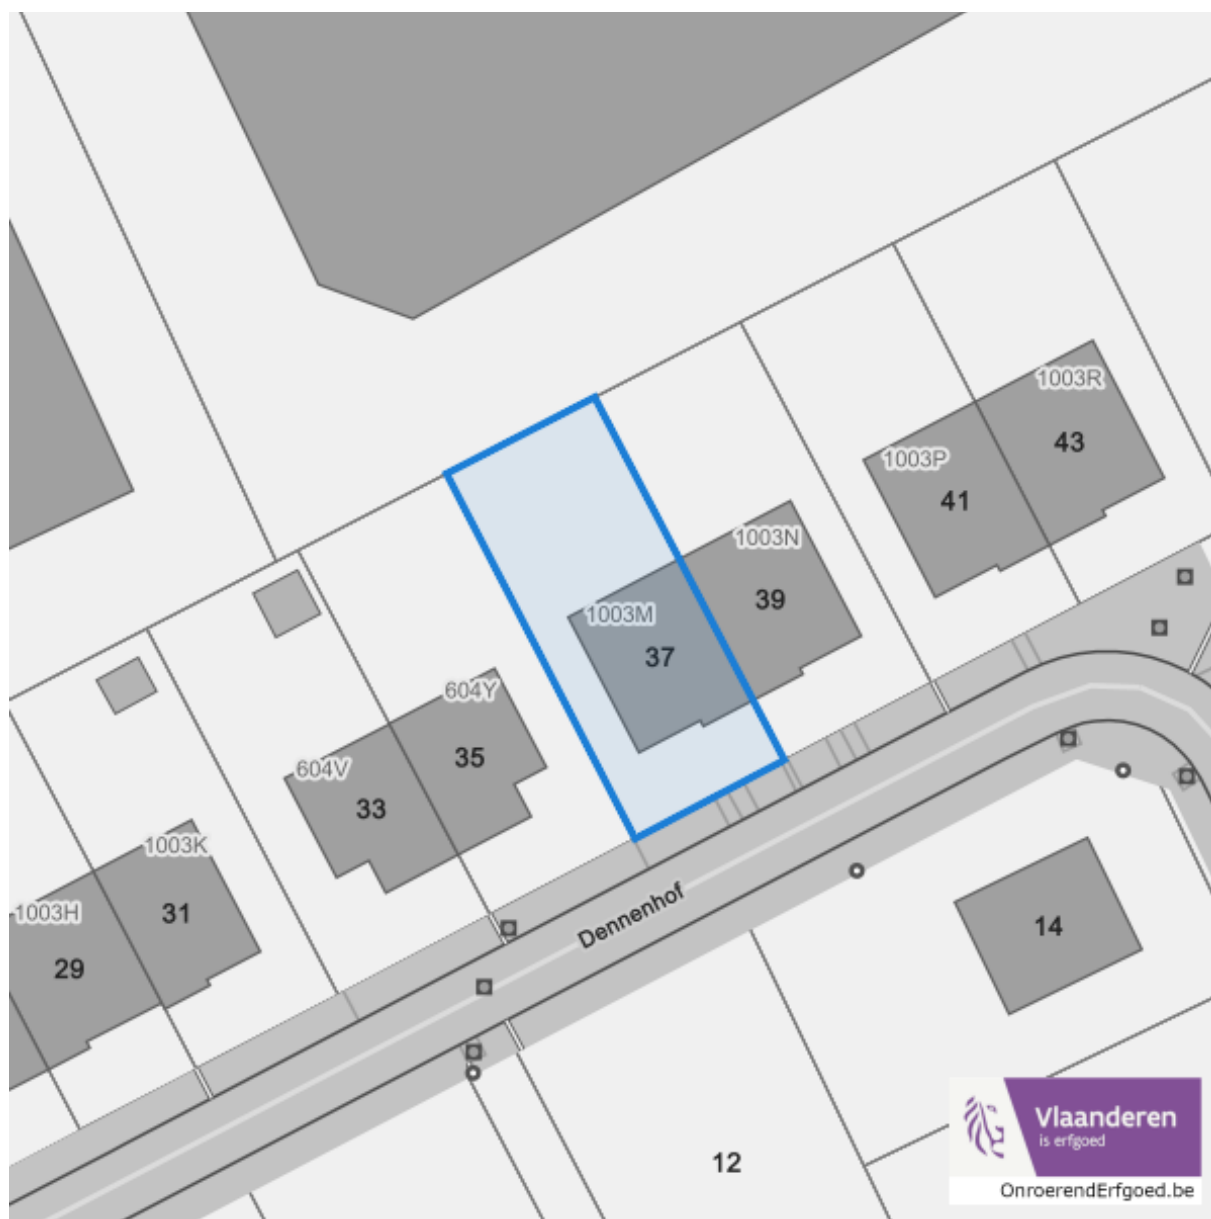 1003R
43
1003P
41
1003N
39
1003M
37
604Y
35
604V
33
1003K
31
1003H
29
Dennenhof
14
12
Vlaanderen
is erfgoed
OnroerendErfgoed.be